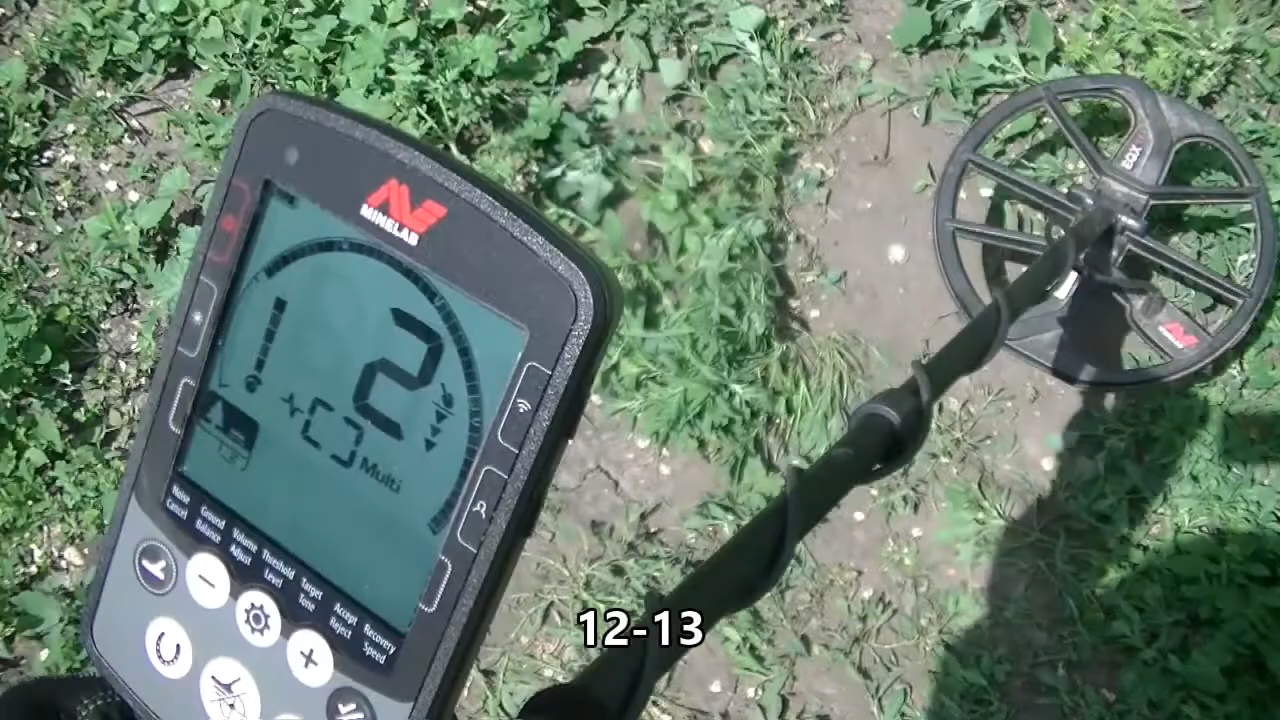 MINELAB
EQX
12
Multi
Noise Cancel
Ground Balance
Volume Adjust
Threshold Level
Target Tone
Accept Reject
Recovery Speed
12-13